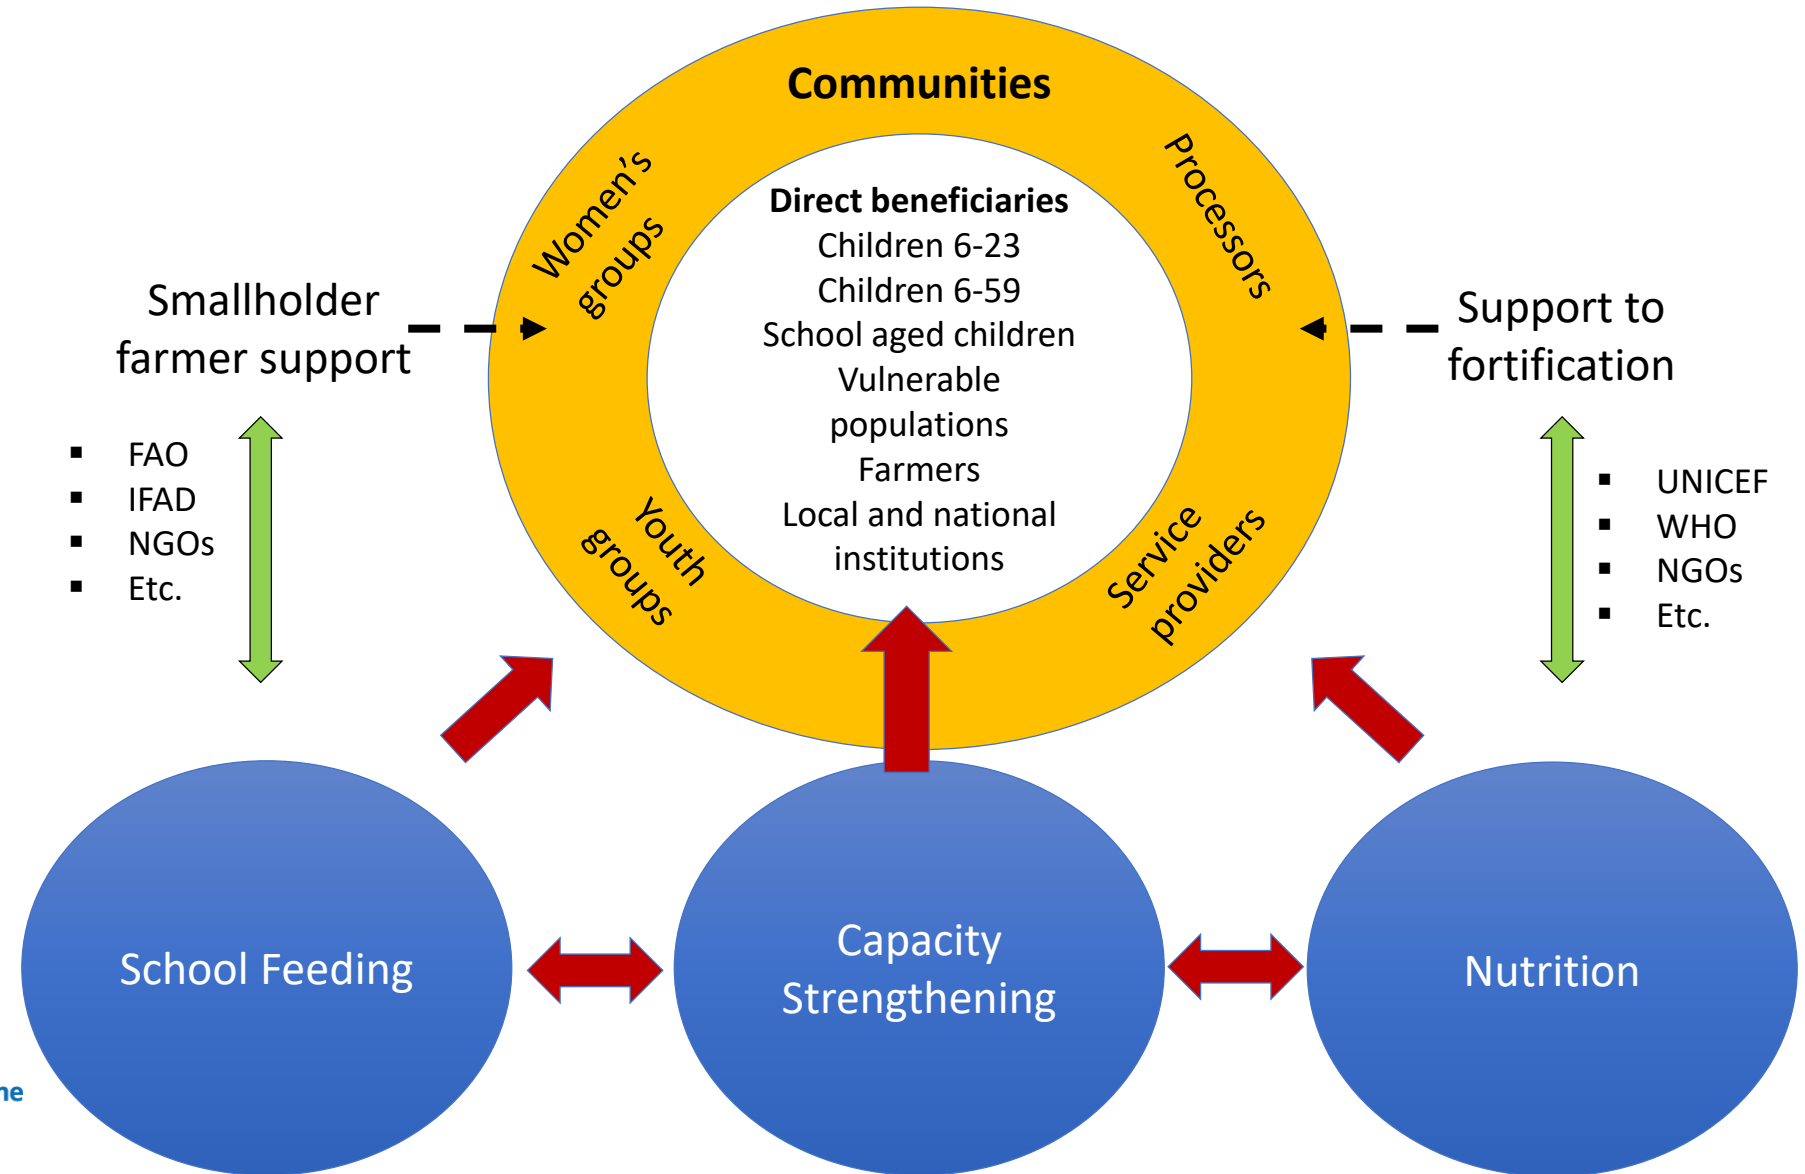 Communities
Women's
groups
Processors
Direct beneficiaries
Children 6-23
Children 6-59
School aged children
Vulnerable
populations
Farmers
Local and national
institutions
Youth
groups
Service
providers
Smallholder
farmer support
▪ FAO
▪ IFAD
▪ NGOs
▪ Etc.
Support to
fortification
▪ UNICEF
▪ WHO
▪ NGOs
▪ Etc.
School Feeding
Capacity
Strengthening
Nutrition